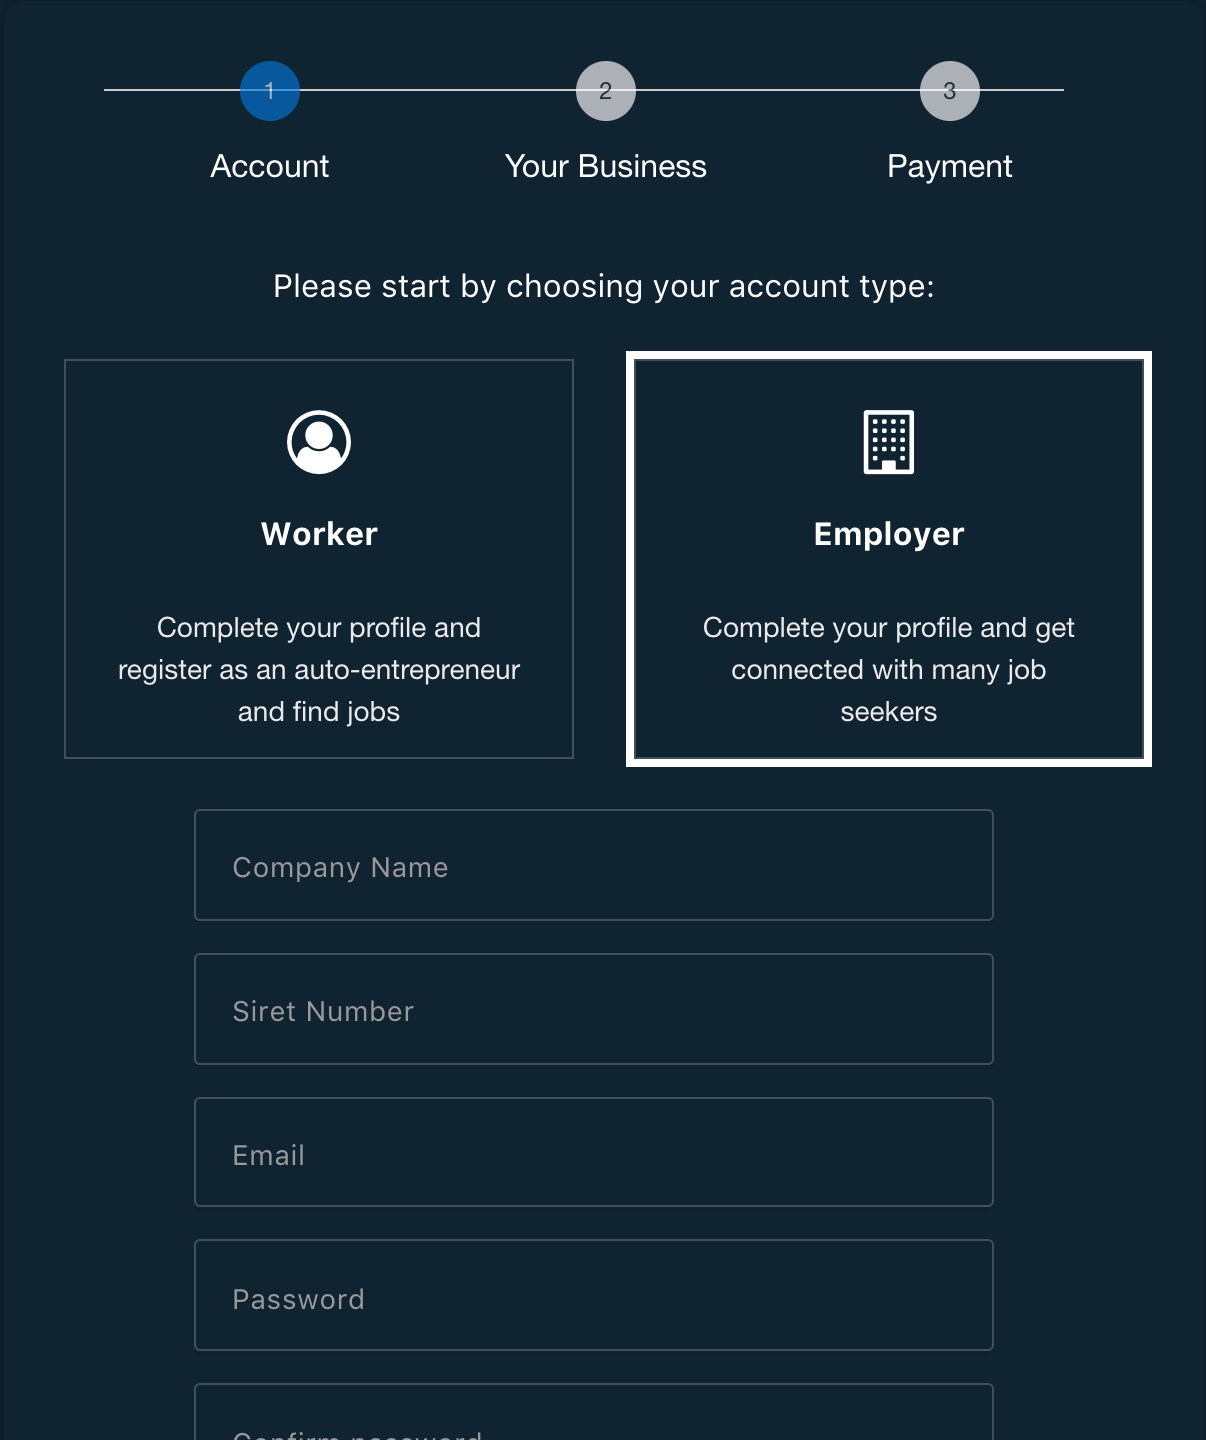 1
2
3
Account
Your Business
Payment
Please start by choosing your account type:
Worker
Complete your profile and
register as an auto-entrepreneur
and find jobs
Employer
Complete your profile and get
connected with many job
seekers
Company Name
Siret Number
Email
Password
Confirm password